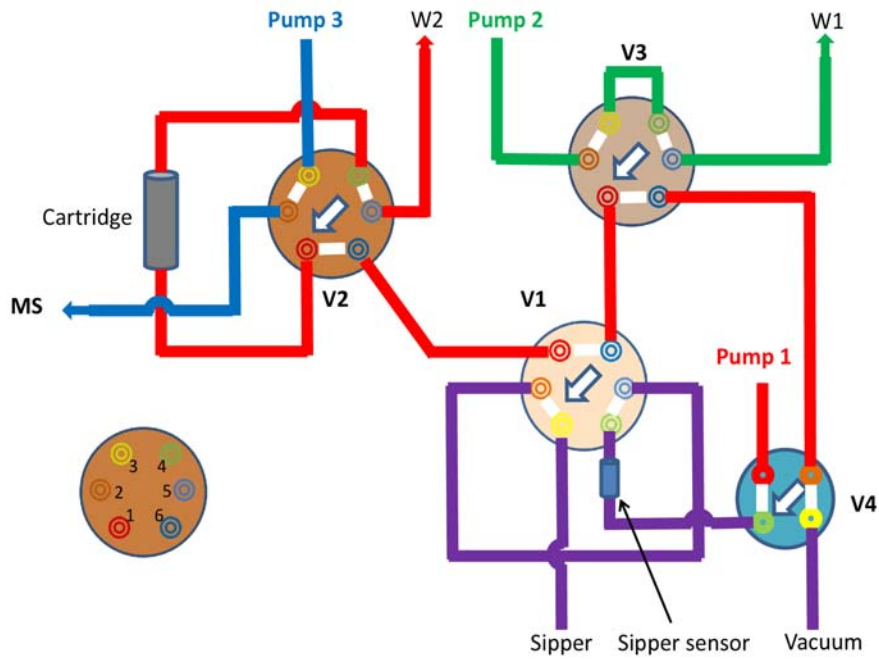 Pump 3
W2
Pump 2
W1
V3
Cartridge
MS
V2
V1
Pump 1
V4
3
4
2
5
1
6
Sipper
Sipper sensor
Vacuum